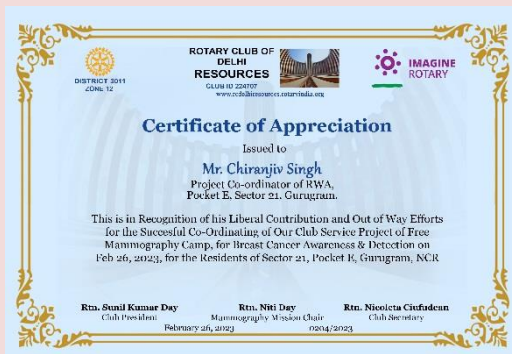 DISTRICT 3011
ZONE 12
ROTARY CLUB OF
DELHI
RESOURCES
CLUB ID 224707
www.rcdelhiresources.rotaryindia.org
IMAGINE
ROTARY
Certificate of Appreciation
Issued to
Mr. Chiranjiv Singh
Project Co-ordinator of RWA,
Pocket E, Sector 21, Gurugram.
This is in Recognition of his Liberal Contribution and Out of Way Efforts
for the Succesful Co-Ordinating of Our Club Service Project of Free
Mammography Camp, for Breast Cancer Awareness & Detection on
Feb 26, 2023, for the Residents of Sector 21, Pocket E, Gurugram, NCR
Rtn. Sunil Kumar Day Rtn. Niti Day Rtn. Nicoleta Ciufudean
Club President Mammography Mission Chair Club Secretary
February 26, 2023 0204/2023